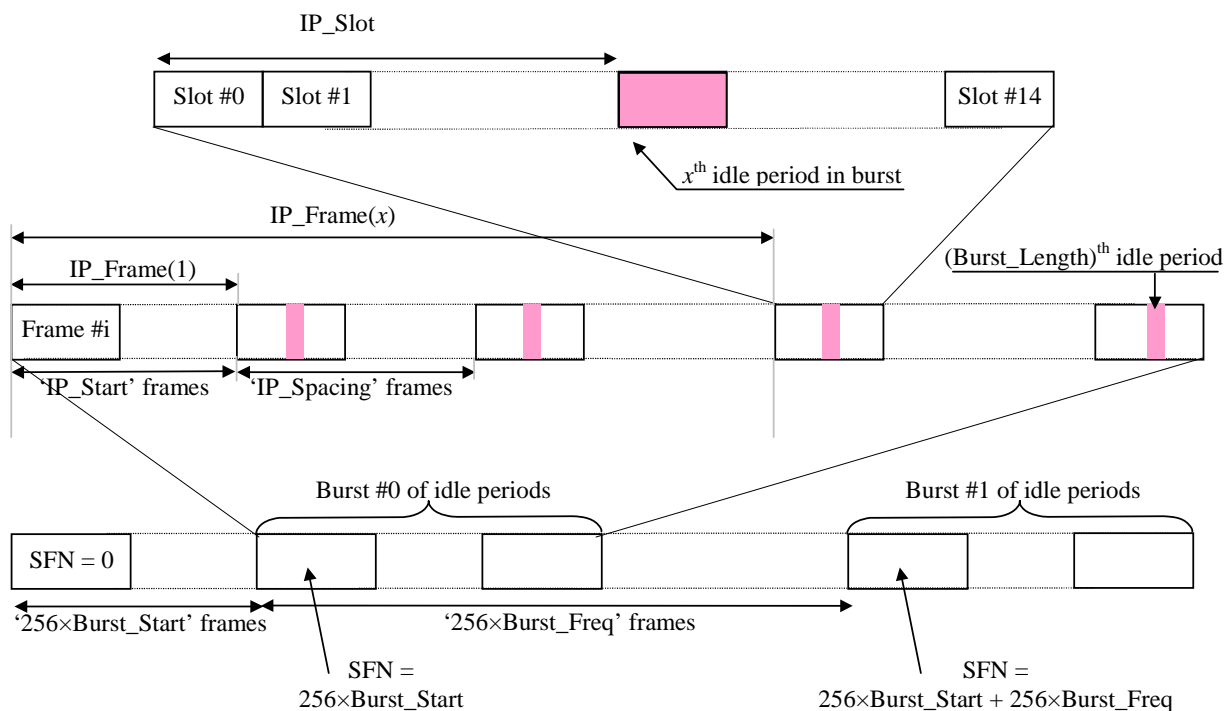 IP_Slot
Slot #0
Slot #1
Slot #14
xth idle period in burst
IP_Frame(x)
IP_Frame(1)
(Burst_Length)th idle period
Frame #i
‘IP_Start’ frames
‘IP_Spacing’ frames
Burst #0 of idle periods
Burst #1 of idle periods
SFN = 0
‘256×Burst_Start’ frames
‘256×Burst_Freq’ frames
SFN =
256×Burst_Start
SFN =
256×Burst_Start + 256×Burst_Freq